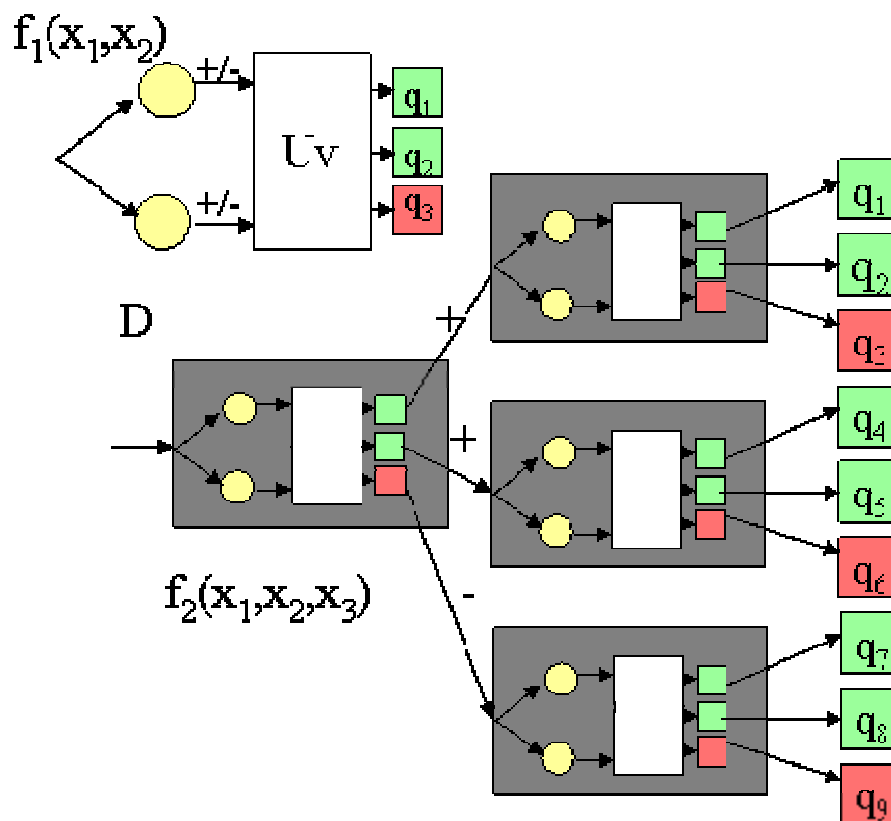 f₁(x₁,x₂)
+/-
q₁
Uv
q₂
+/-
q₃
q₁
q₂
D
+
q₃
q₄
+
q₅
q₆
f₂(x₁,x₂,x₃)
-
q₇
q₈
q₉